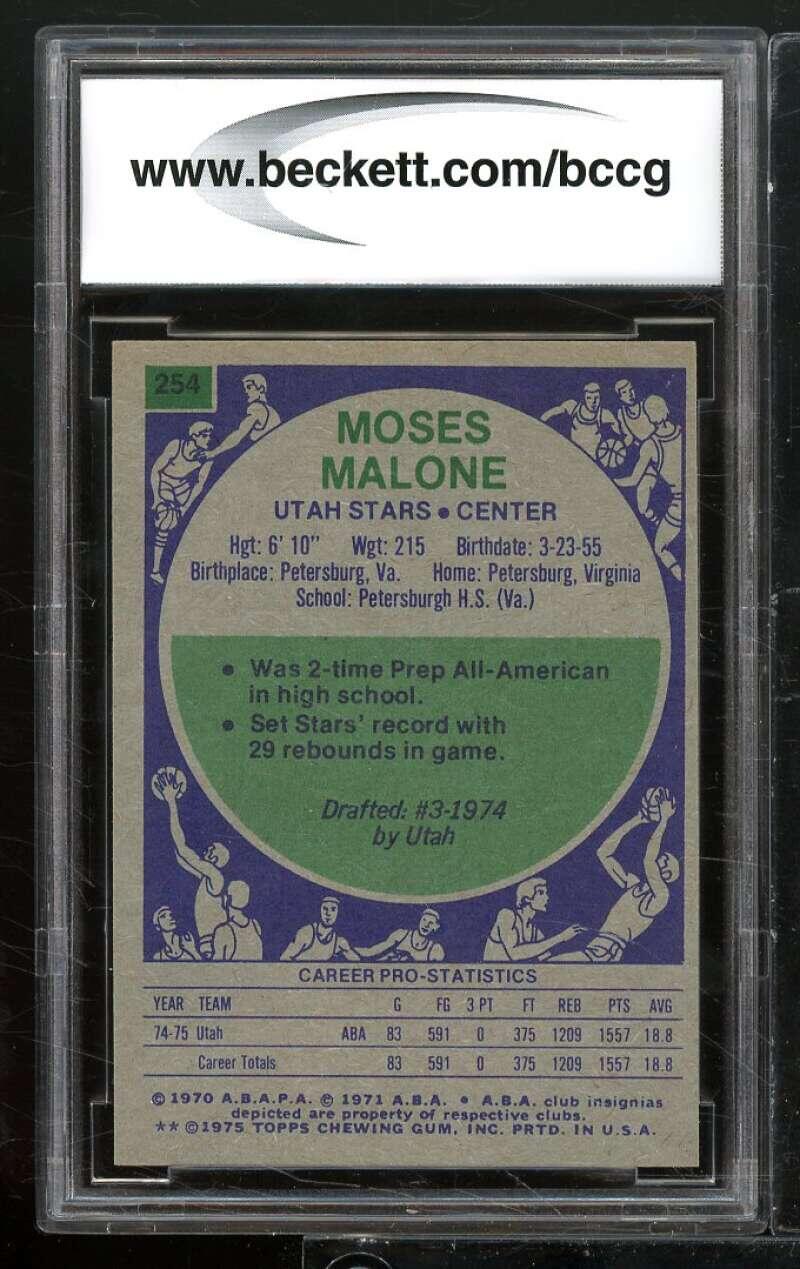 www.beckett.com/bccg
254
MOSES
MALONE
UTAH STARS • CENTER
Hgt: 6' 10" Wgt: 215 Birthdate: 3-23-55
Birthplace: Petersburg, Va. Home: Petersburg, Virginia
School: Petersburgh H.S. (Va.)
• Was 2-time Prep All-American
in high school.
• Set Stars' record with
29 rebounds in game.
Drafted: #3-1974
by Utah
CAREER PRO-STATISTICS
YEAR TEAM G FG 3 PT FT REB PTS AVG
74-75 Utah ABA 83 591 0 375 1209 1557 18.8
Career Totals 83 591 0 375 1209 1557 18.8
© 1970 A.B.A.P.A. © 1971 A.B.A. • A.B.A. club insignias
depicted are property of respective clubs.
** © 1975 TOPPS CHEWING GUM, INC. PRTD. IN U.S.A.